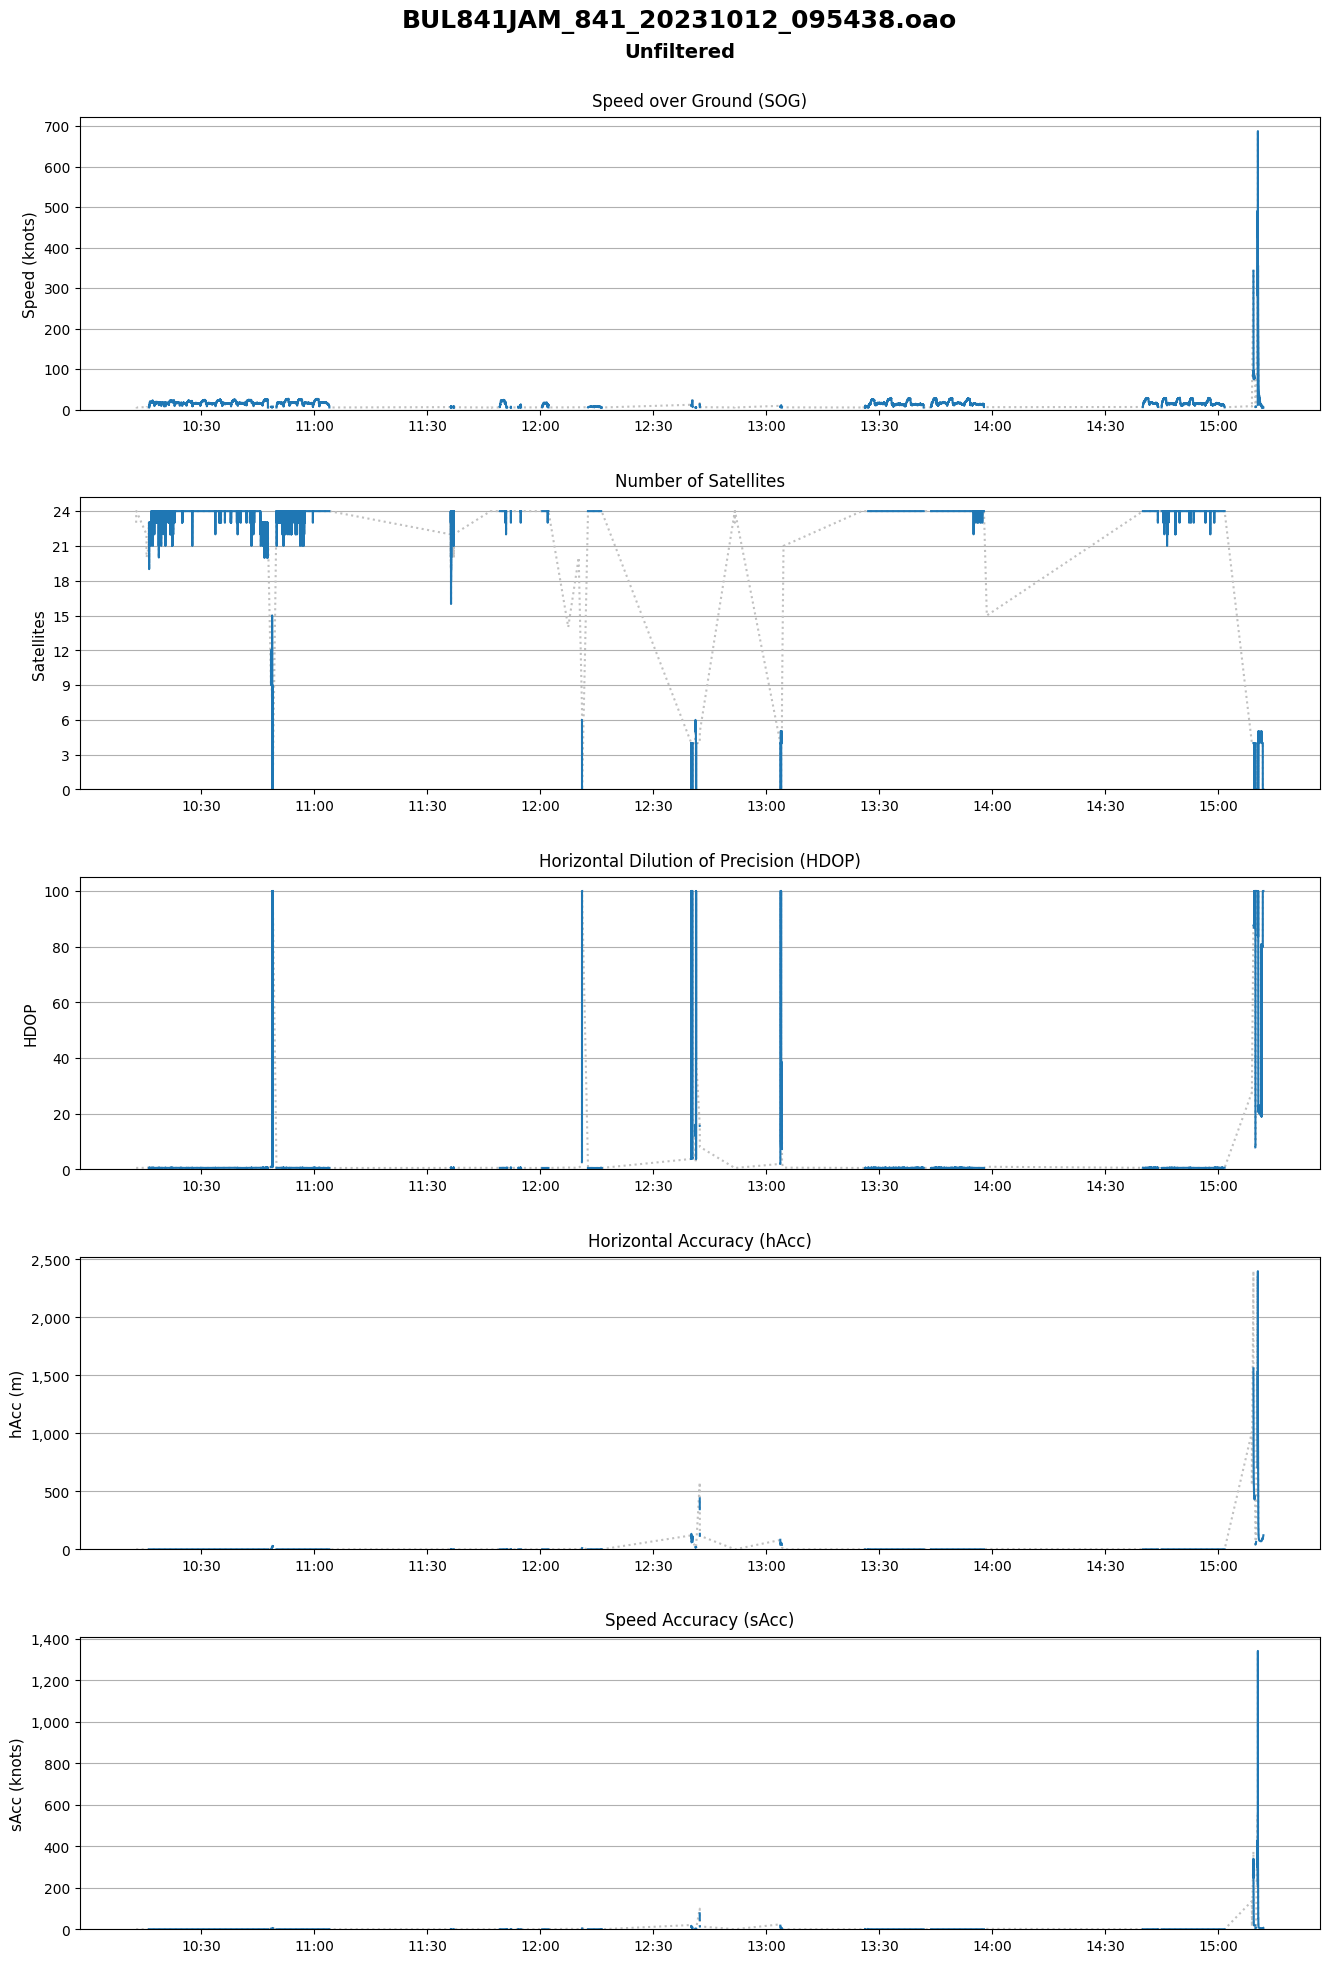 BUL841JAM_841_20231012_095438.oao
Unfiltered
Speed over Ground (SOG)
Speed (knots)
700
600
500
400
300
200
100
0
10:30 11:00 11:30 12:00 12:30 13:00 13:30 14:00 14:30 15:00
Number of Satellites
Satellites
24
21
18
15
12
9
6
3
0
10:30 11:00 11:30 12:00 12:30 13:00 13:30 14:00 14:30 15:00
Horizontal Dilution of Precision (HDOP)
HDOP
100
80
60
40
20
0
10:30 11:00 11:30 12:00 12:30 13:00 13:30 14:00 14:30 15:00
Horizontal Accuracy (hAcc)
hAcc (m)
2,500
2,000
1,500
1,000
500
0
10:30 11:00 11:30 12:00 12:30 13:00 13:30 14:00 14:30 15:00
Speed Accuracy (sAcc)
sAcc (knots)
1,400
1,200
1,000
800
600
400
200
0
10:30 11:00 11:30 12:00 12:30 13:00 13:30 14:00 14:30 15:00